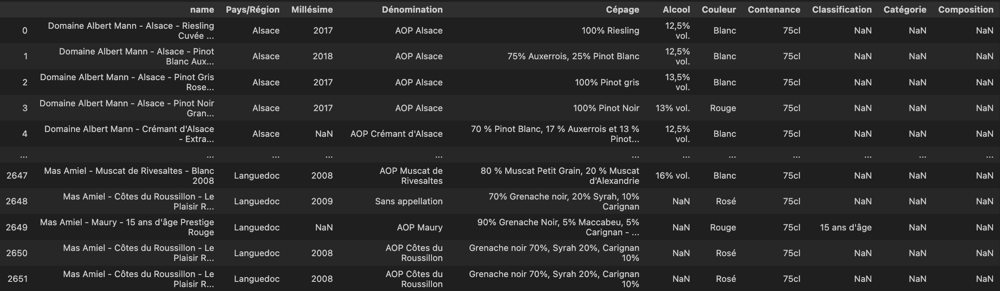 name Pays/Région Millésime Dénomination Cépage Alcool Couleur Contenance Classification Catégorie Composition
0 Domaine Albert Mann - Alsace - Riesling Cuvée ... Alsace 2017 AOP Alsace 100% Riesling 12,5% vol. Blanc 75cl NaN NaN NaN
1 Domaine Albert Mann - Alsace - Pinot Blanc Aux... Alsace 2018 AOP Alsace 75% Auxerrois, 25% Pinot Blanc 12,5% vol. Blanc 75cl NaN NaN NaN
2 Domaine Albert Mann - Alsace - Pinot Gris Rose... Alsace 2017 AOP Alsace 100% Pinot gris 13,5% vol. Blanc 75cl NaN NaN NaN
3 Domaine Albert Mann - Alsace - Pinot Noir Gran... Alsace 2017 AOP Alsace 100% Pinot Noir 13% vol. Rouge 75cl NaN NaN NaN
4 Domaine Albert Mann - Crémant d'Alsace - Extra... Alsace NaN AOP Crémant d'Alsace 70 % Pinot Blanc, 17 % Auxerrois et 13 % Pinot... 12,5% vol. Blanc 75cl NaN NaN NaN
... ... ... ... ... ... ... ... ... ... ... ...
2647 Mas Amiel - Muscat de Rivesaltes - Blanc 2008 Languedoc 2008 AOP Muscat de Rivesaltes 80 % Muscat Petit Grain, 20 % Muscat d’Alexandrie 16% vol. Blanc 75cl NaN NaN NaN
2648 Mas Amiel - Côtes du Roussillon - Le Plaisir R... Languedoc 2009 Sans appellation 70% Grenache noir, 20% Syrah, 10% Carignan NaN Rosé 75cl NaN NaN NaN
2649 Mas Amiel - Maury - 15 ans d'âge Prestige Rouge Languedoc NaN AOP Maury 90% Grenache Noir, 5% Maccabeu, 5% Carignan - ... NaN Rouge 75cl 15 ans d'âge NaN NaN
2650 Mas Amiel - Côtes du Roussillon - Le Plaisir R... Languedoc 2008 AOP Côtes du Roussillon Grenache noir 70%, Syrah 20%, Carignan 10% NaN Rosé 75cl NaN NaN NaN
2651 Mas Amiel - Côtes du Roussillon - Le Plaisir R... Languedoc 2008 AOP Côtes du Roussillon Grenache noir 70%, Syrah 20%, Carignan 10% NaN Rosé 75cl NaN NaN NaN